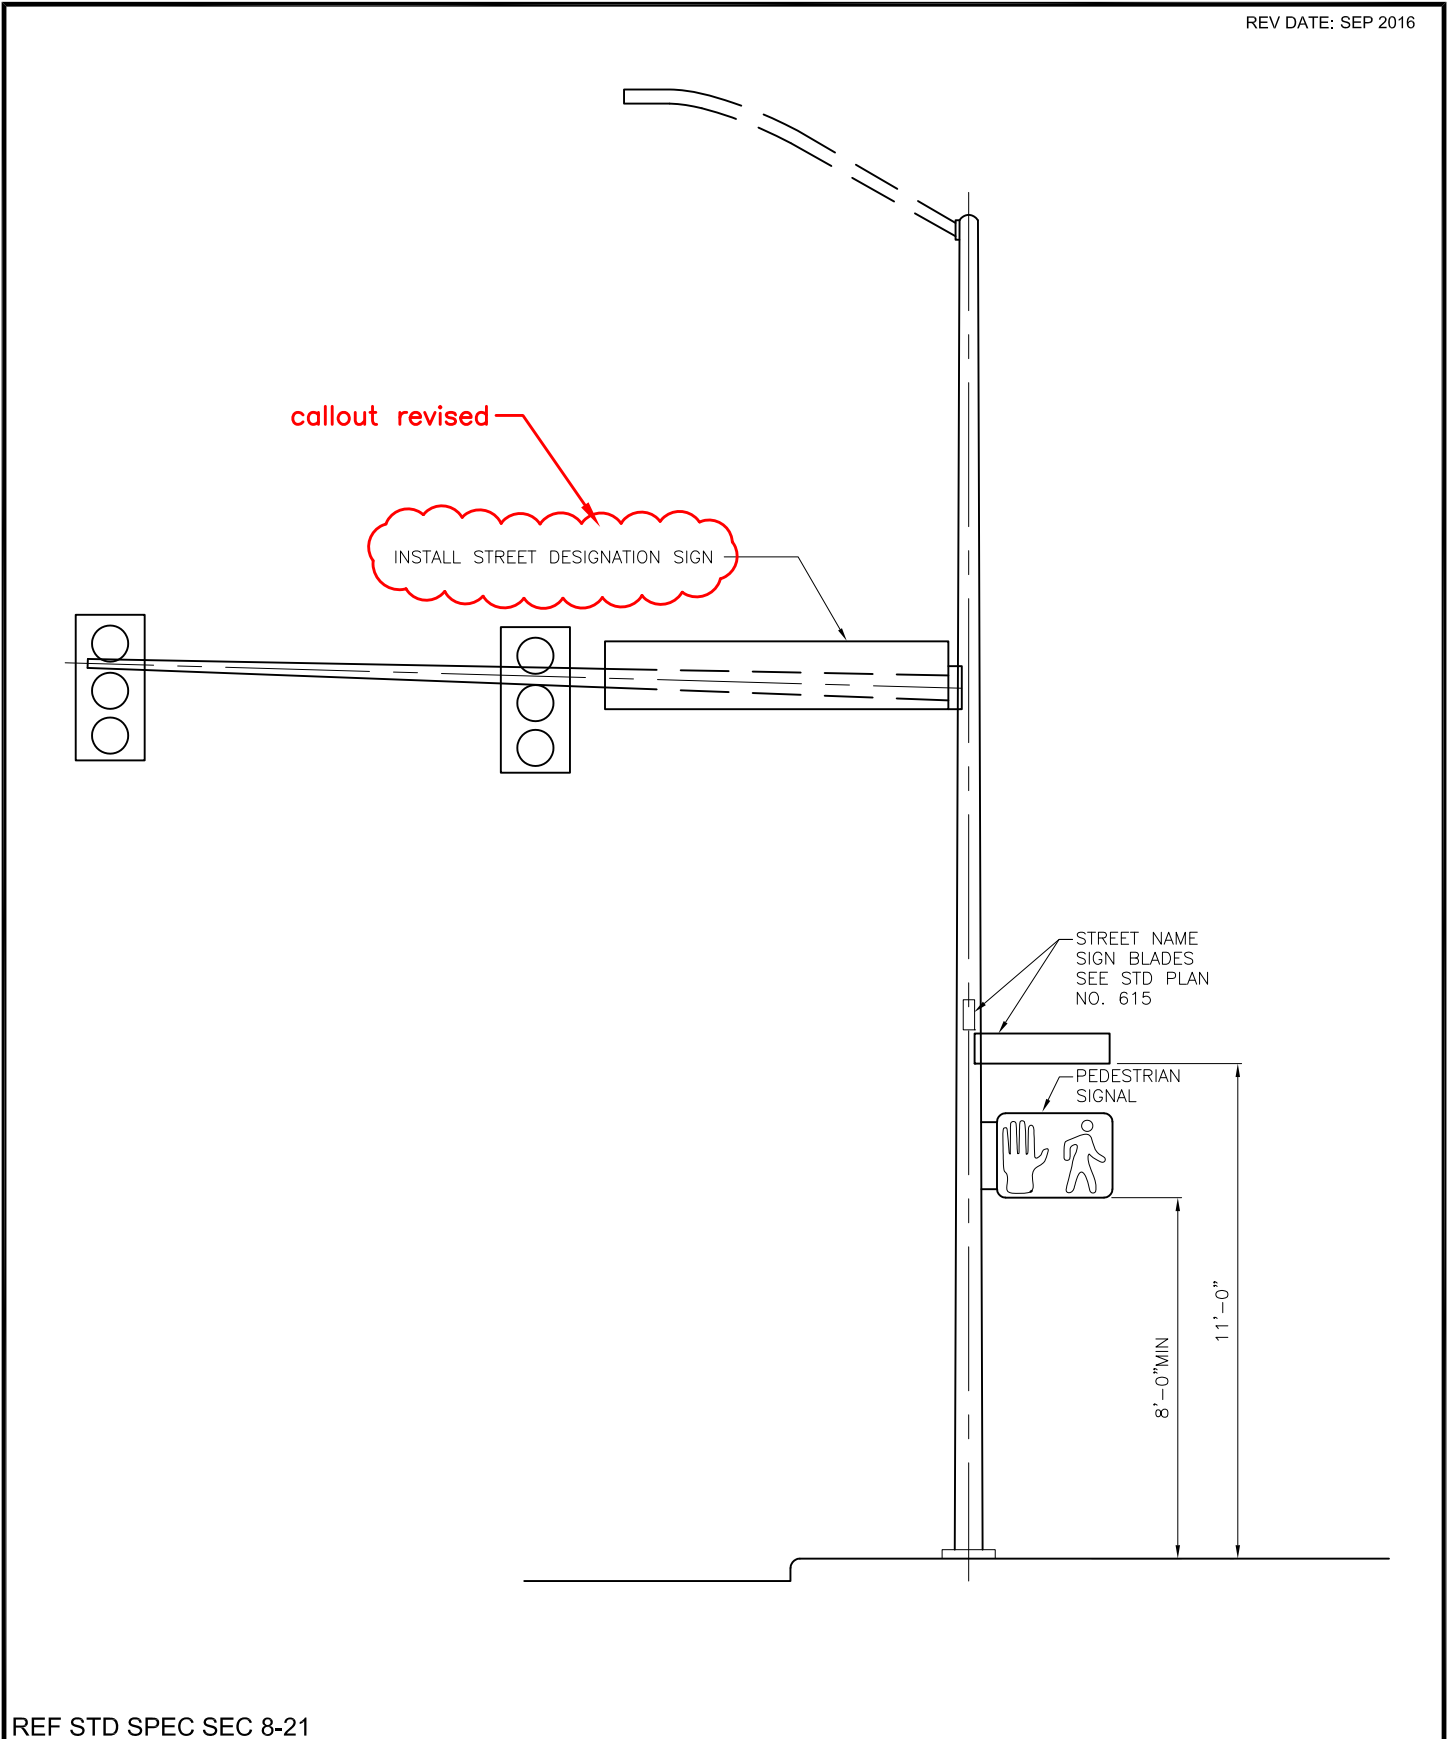 REV DATE: SEP 2016
callout revised
INSTALL STREET DESIGNATION SIGN
STREET NAME
SIGN BLADES
SEE STD PLAN
NO. 615
PEDESTRIAN
SIGNAL
11'-0"
8'-0"MIN
REF STD SPEC SEC 8-21